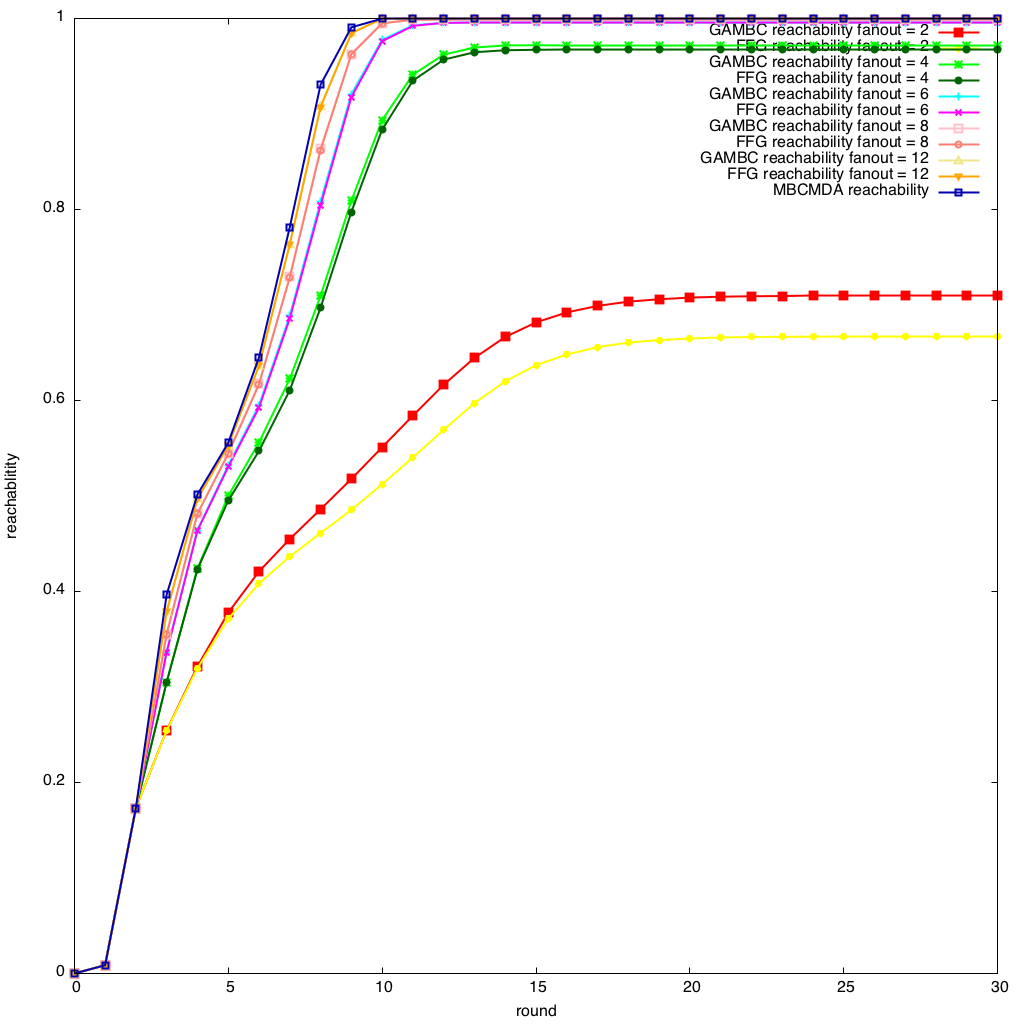 1
GAMBC reachability fanout = 2
FFG reachability fanout = 2
GAMBC reachability fanout = 4
FFG reachability fanout = 4
GAMBC reachability fanout = 6
FFG reachability fanout = 6
GAMBC reachability fanout = 8
FFG reachability fanout = 8
GAMBC reachability fanout = 12
FFG reachability fanout = 12
MBCMDA reachability
0.8
0.6
reachablitity
0.4
0.2
0
0 5 10 15 20 25 30
round